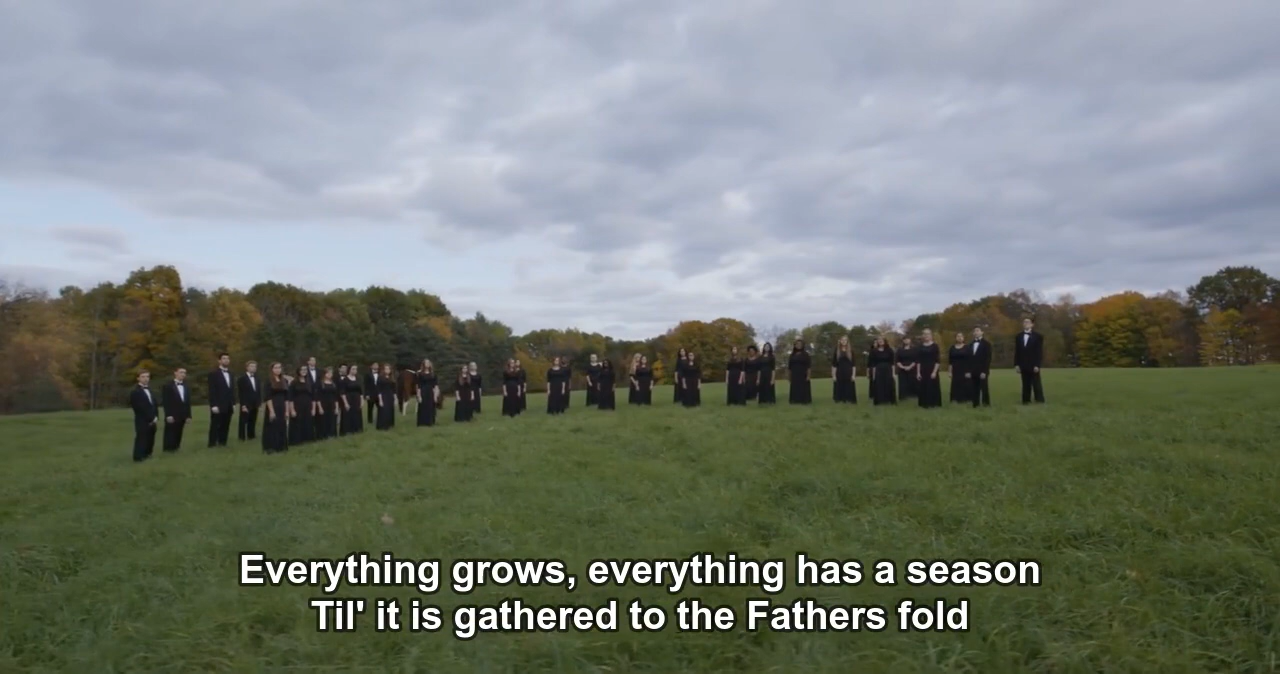 Everything grows, everything has a season
Til' it is gathered to the Fathers fold